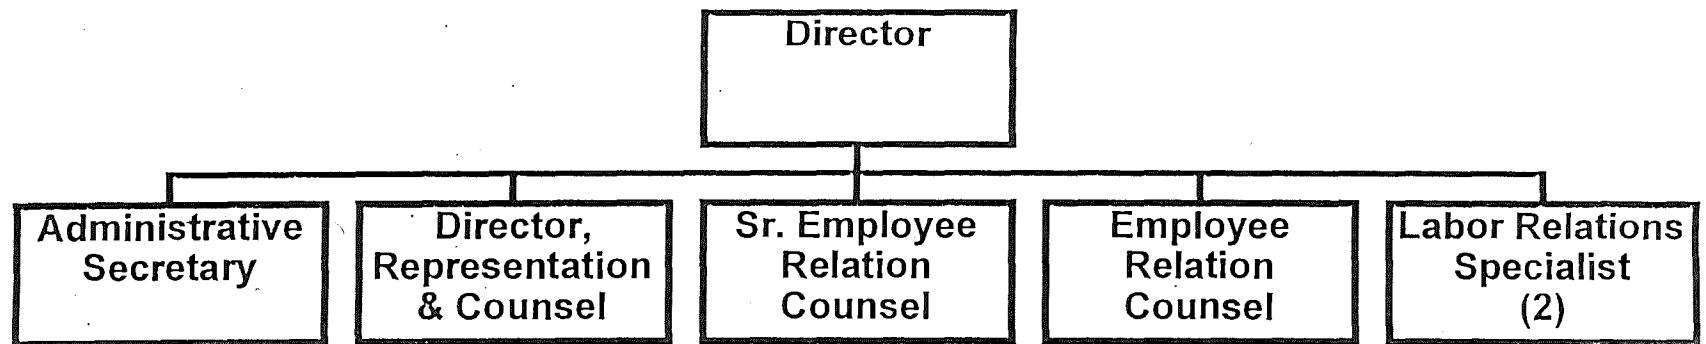 Director
Administrative
Secretary
Director,
Representation
& Counsel
Sr. Employee
Relation
Counsel
Employee
Relation
Counsel
Labor Relations
Specialist
(2)